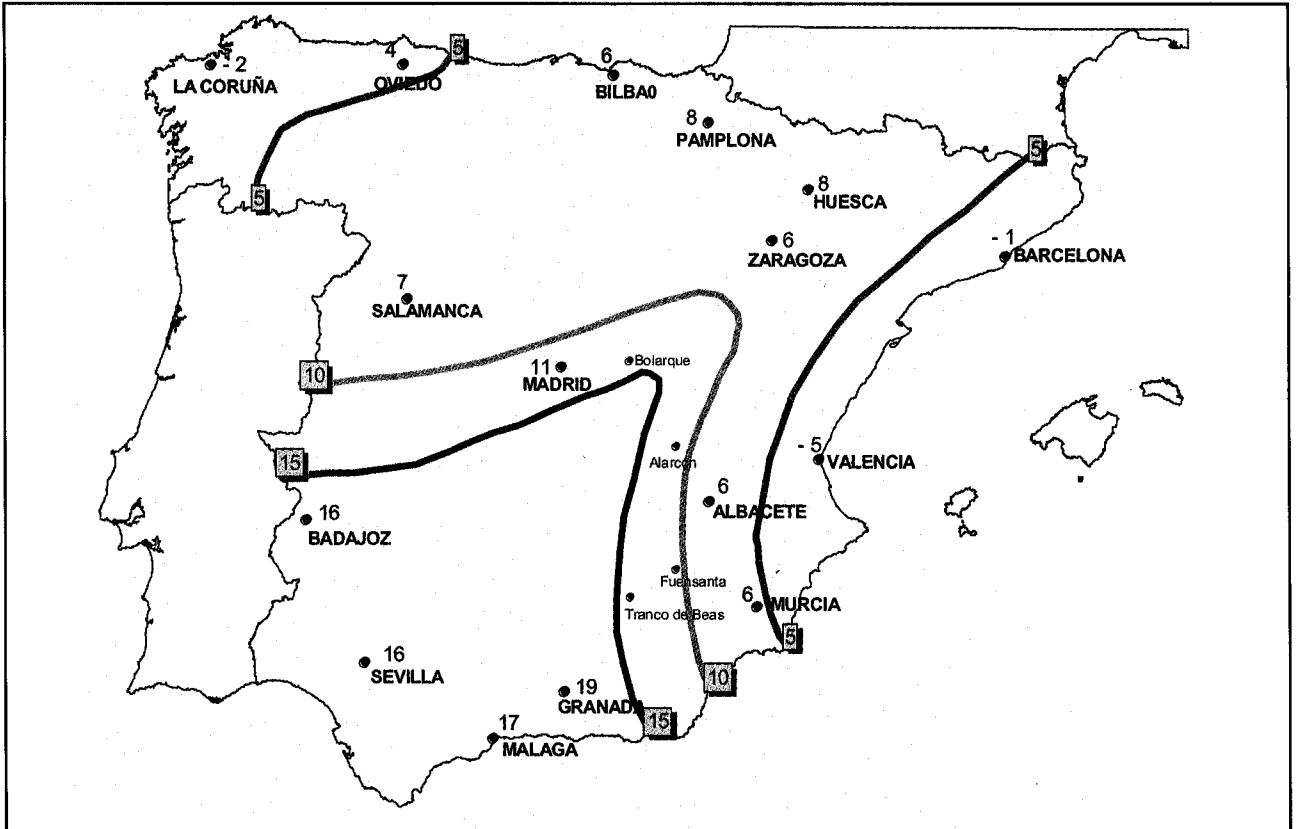 5
- 2
LA CORUÑA
4
OVIEDO
6
BILBA0
8
PAMPLONA
5
5
8
HUESCA
6
ZARAGOZA
- 1
BARCELONA
7
SALAMANCA
10
11
MADRID
Bolarque
15
Alarcón
- 5
VALENCIA
16
BADAJOZ
6
ALBACETE
Fuensanta
Tranco de Beas
6
MURCIA
5
16
SEVILLA
19
GRANADA
10
15
17
MALAGA